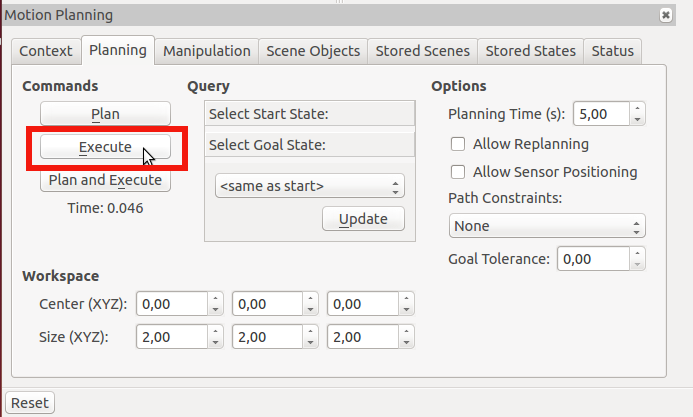 Motion Planning
Context Planning Manipulation Scene Objects Stored Scenes Stored States Status
Commands
Plan
Execute
Plan and Execute
Time: 0.046
Query
Select Start State:
Select Goal State:
<same as start>
Update
Options
Planning Time (s): 5,00
Allow Replanning
Allow Sensor Positioning
Path Constraints:
None
Goal Tolerance: 0,00
Workspace
Center (XYZ): 0,00 0,00 0,00
Size (XYZ): 2,00 2,00 2,00
Reset